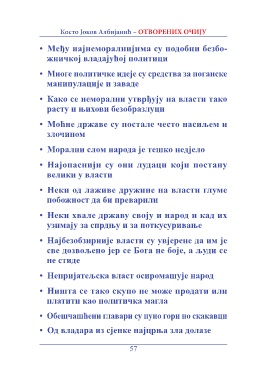 Косто Јоков Албијанић – ОТВОРЕНИХ ОЧИЈУ
• Међу најнеморалнијима су подобни безбо-
жничкој владајућој политици
• Многе политичке идеје су средства за поганске
манипулације и заваде
• Како се неморални утврђују на власти тако
расту и њихови безобразлуци
• Моћне државе су постале често насиљем и
злочином
• Морални слом народа је тешко недјело
• Најопаснији су они лудаци који постану
велики у власти
• Неки од лаживе дружине на власти глуме
побожност да би преварили
• Неки хвале државу своју и народ и кад их
узимају за спрдњу и за поткусуривање
• Најбезобзирније власти су увјерене да им је
све дозвољено јер се Бога не боје, а људи се
не стиде
• Непријатељска власт осиромашује народ
• Ништа се тако скупо не може продати или
платити као политичка магла
• Обешчашћени главари су пуно гори но скакавци
• Од владара из сјенке најцрња зла долазе
57